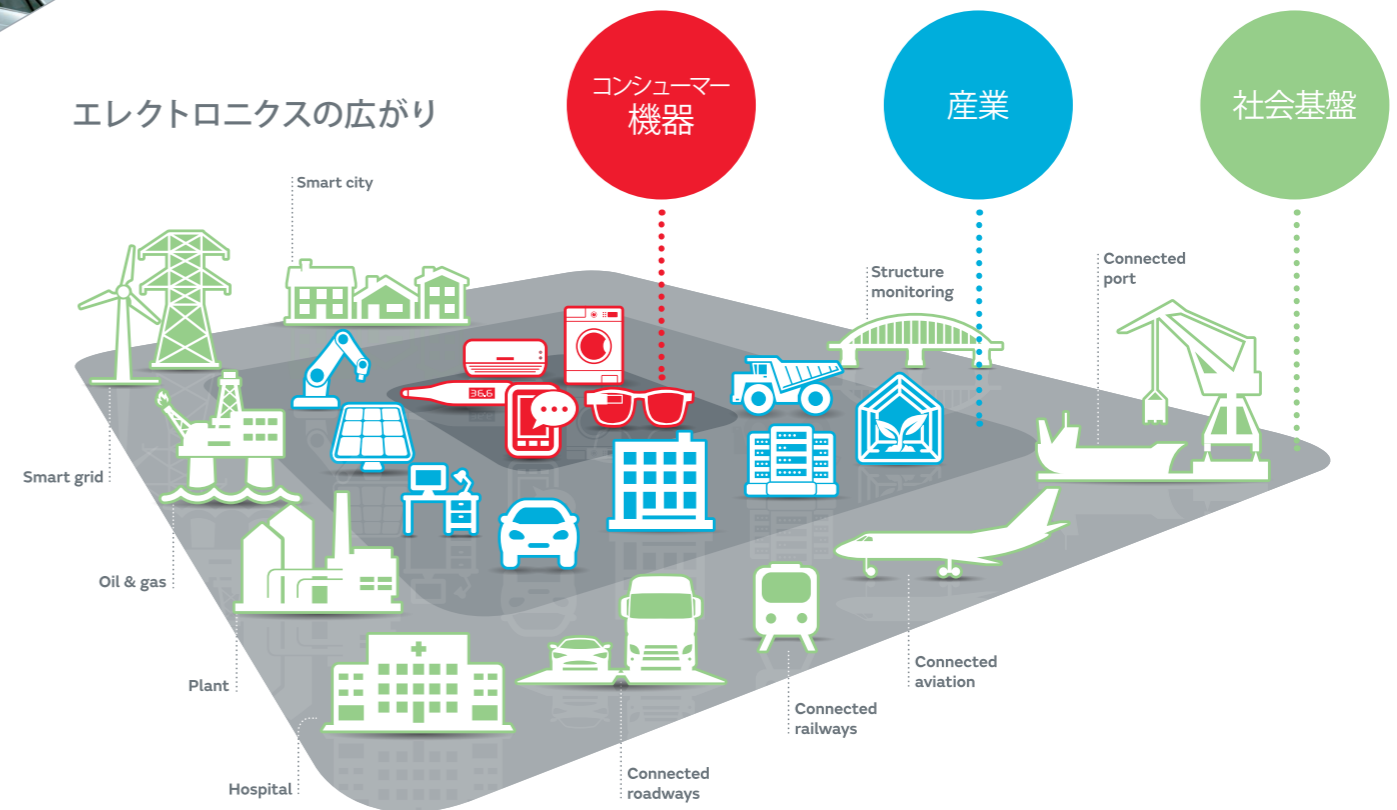 エレクトロニクスの広がり
コンシューマー
機器
産業
社会基盤
Smart city
Structure
monitoring
Connected
port
36.6
Smart grid
Oil & gas
Plant
Hospital
Connected
roadways
Connected
railways
Connected
aviation